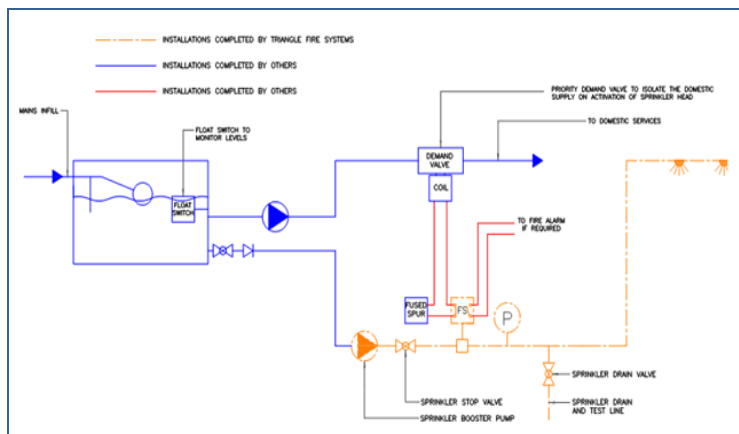 INSTALLATIONS COMPLETED BY TRIANGLE FIRE SYSTEMS
INSTALLATIONS COMPLETED BY OTHERS
INSTALLATIONS COMPLETED BY OTHERS
MAINS INFILL
FLOAT SWITCH TO
MONITOR LEVELS
PRIORITY DEMAND VALVE TO ISOLATE THE DOMESTIC
SUPPLY ON ACTIVATION OF SPRINKLER HEAD
TO DOMESTIC SERVICES
DEMAND
VALVE
COIL
FLOAT
SWITCH
TO FIRE ALARM
IF REQUIRED
FUSED
SPUR
FS
P
SPRINKLER DRAIN VALVE
SPRINKLER STOP VALVE
SPRINKLER DRAIN
AND TEST LINE
SPRINKLER BOOSTER PUMP